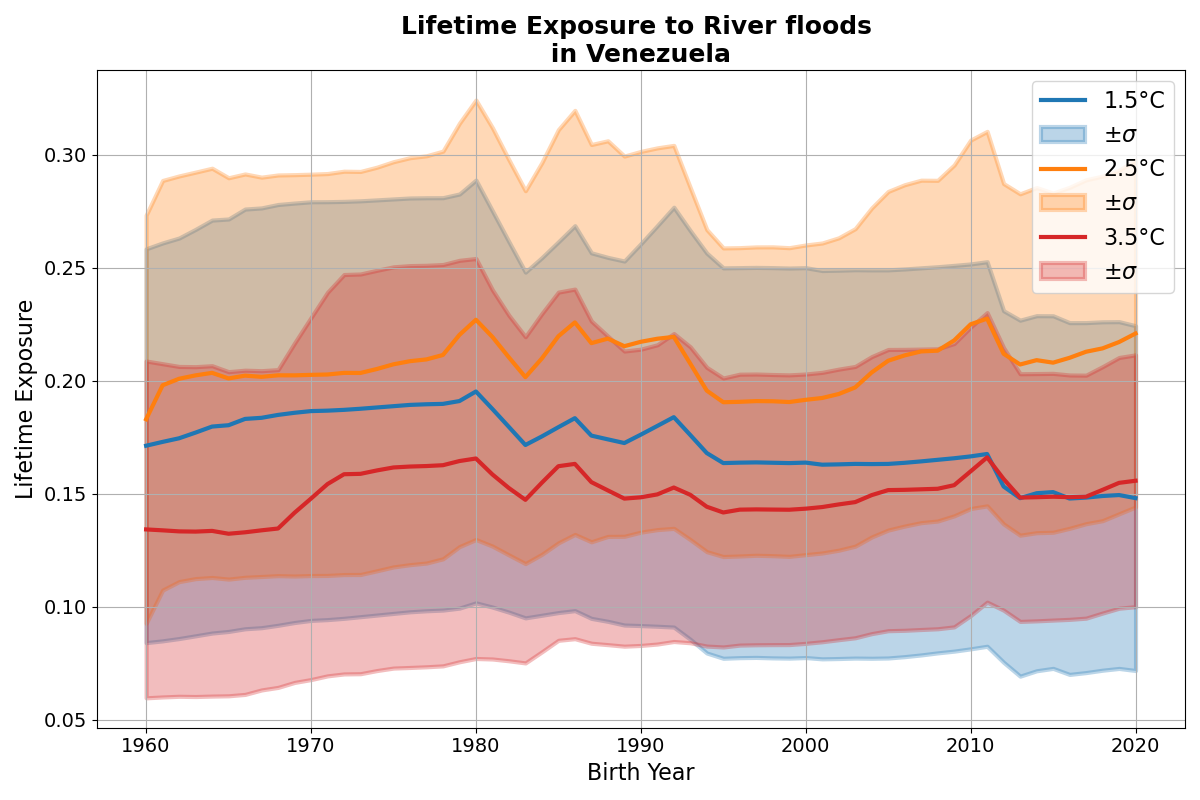 Lifetime Exposure to River floods
in Venezuela
Lifetime Exposure
0.30
0.25
0.20
0.15
0.10
0.05
1960
1970
1980
1990
2000
2010
2020
Birth Year
1.5°C
±σ
2.5°C
±σ
3.5°C
±σ